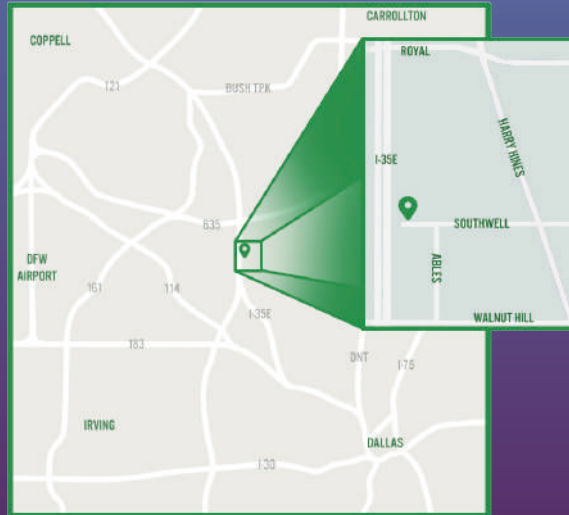 CARROLLTON
COPPELL
ROYAL
121
BUSH TPK
HARRY HINES
I-35E
635
SOUTHWELL
DFW
AIRPORT
ABLES
161
114
I-35E
WALNUT HILL
183
DNT
I-75
IRVING
DALLAS
I-30